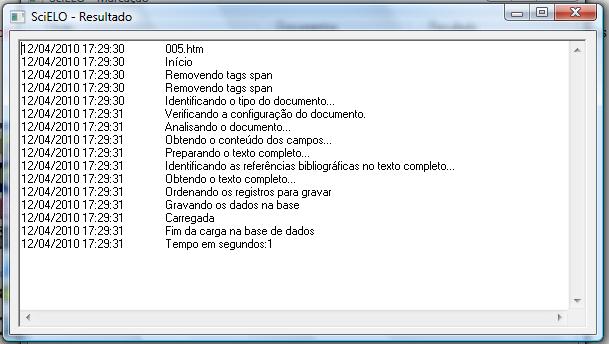 SciELO - Resultado
12/04/2010 17:29:30 005.htm
12/04/2010 17:29:30 Início
12/04/2010 17:29:30 Removendo tags span
12/04/2010 17:29:30 Removendo tags span
12/04/2010 17:29:30 Identificando o tipo do documento...
12/04/2010 17:29:31 Verificando a configuração do documento.
12/04/2010 17:29:31 Analisando o documento...
12/04/2010 17:29:31 Obtendo o conteúdo dos campos...
12/04/2010 17:29:31 Preparando o texto completo...
12/04/2010 17:29:31 Identificando as referências bibliográficas no texto completo...
12/04/2010 17:29:31 Obtendo o texto completo...
12/04/2010 17:29:31 Ordenando os registros para gravar
12/04/2010 17:29:31 Gravando os dados na base
12/04/2010 17:29:31 Carregada
12/04/2010 17:29:31 Fim da carga na base de dados
12/04/2010 17:29:31 Tempo em segundos:1